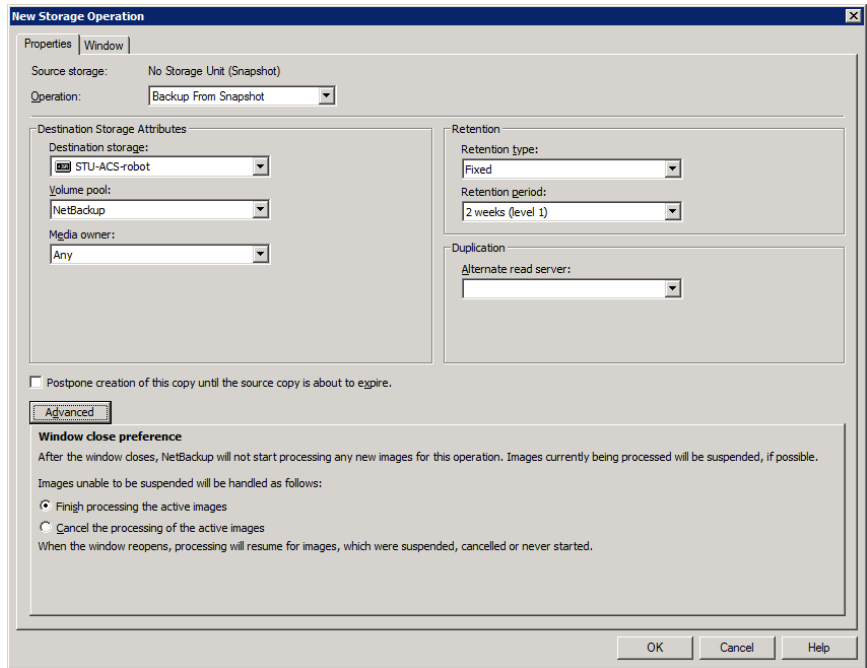 New Storage Operation
Properties
Window
Source storage:
No Storage Unit (Snapshot)
Operation:
Backup From Snapshot
Destination Storage Attributes
Destination storage:
STU-ACS-robot
Volume pool:
NetBackup
Media owner:
Any
Retention
Retention type:
Fixed
Retention period:
2 weeks (level 1)
Duplication
Alternate read server:
Postpone creation of this copy until the source copy is about to expire.
Advanced
Window close preference
After the window closes, NetBackup will not start processing any new images for this operation. Images currently being processed will be suspended, if possible.
Images unable to be suspended will be handled as follows:
Finish processing the active images
Cancel the processing of the active images
When the window reopens, processing will resume for images, which were suspended, cancelled or never started.
OK
Cancel
Help